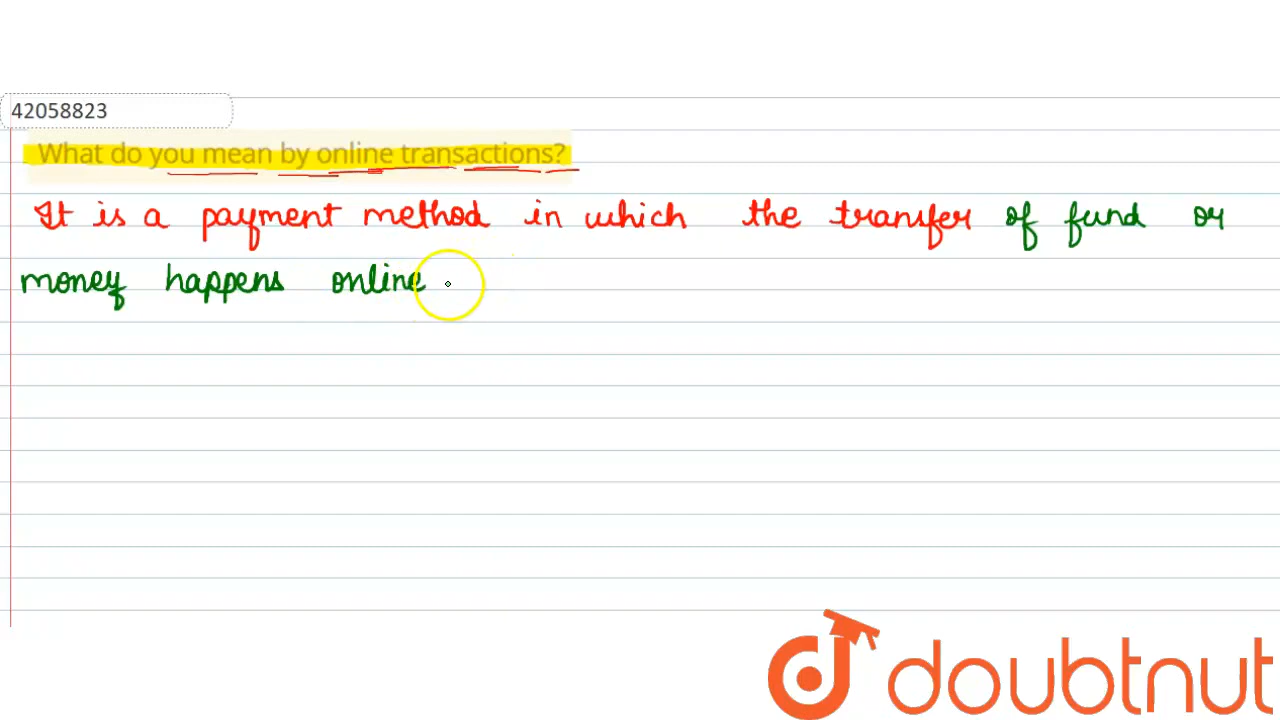 42058823
What do you mean by online transactions?
It is a payment method in which the transfer of fund or
money happens online
doubtnut